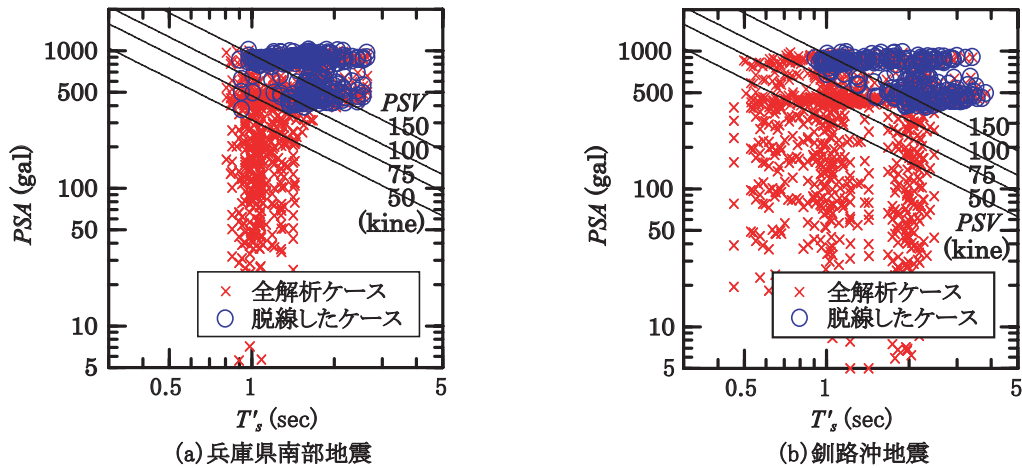 1000
500
100
50
10
5
PSA (gal)
PSV
150
100
75
50
(kine)
× 全解析ケース
○ 脱線したケース
0.5 1 5
T's (sec)
(a)兵庫県南部地震
1000
500
100
50
10
5
PSA (gal)
150
100
75
50
PSV
(kine)
× 全解析ケース
○ 脱線したケース
0.5 1 5
T's (sec)
(b)釧路沖地震